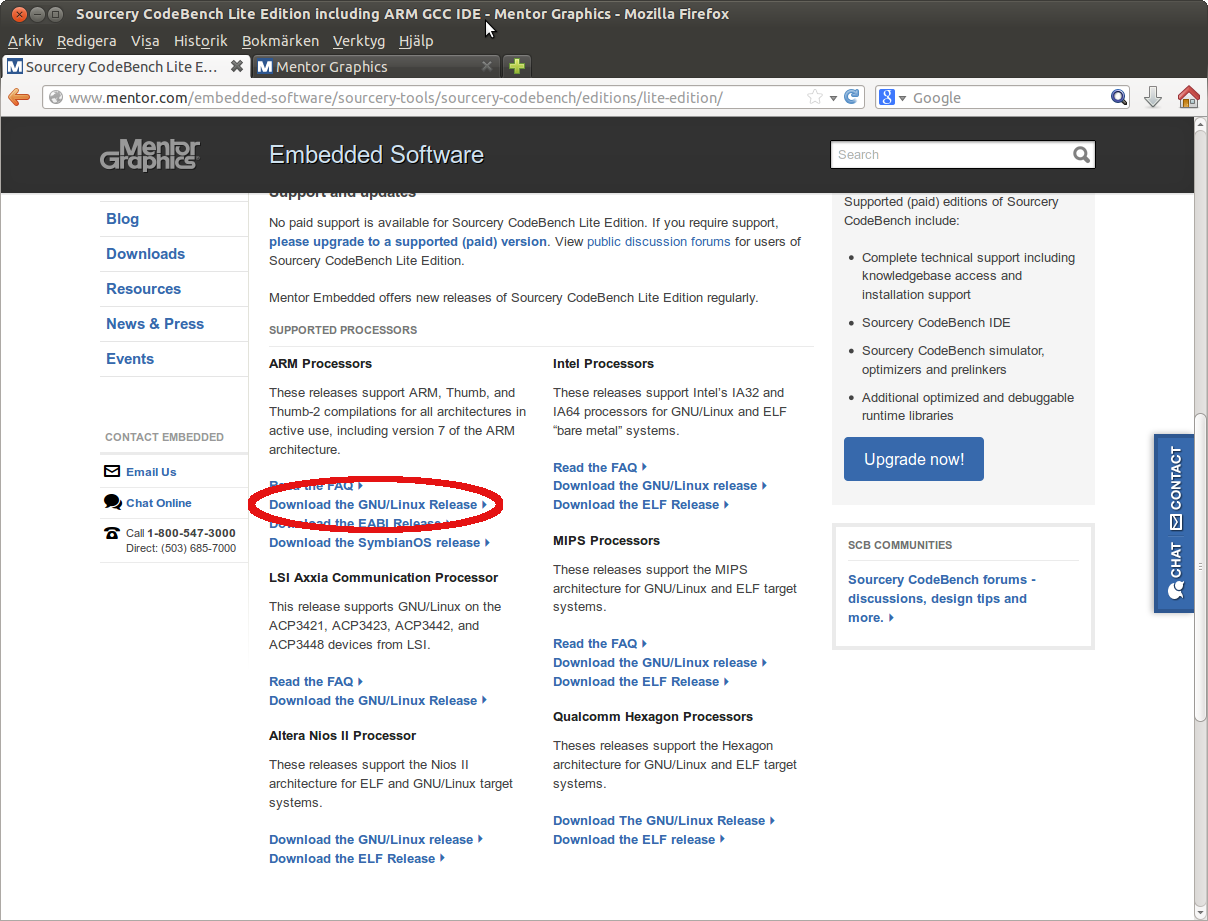 Sourcery CodeBench Lite Edition including ARM GCC IDE - Mentor Graphics - Mozilla Firefox
Arkiv Redigera Visa Historik Bokmärken Verktyg Hjälp
Sourcery CodeBench Lite E... Mentor Graphics
www.mentor.com/embedded-software/sourcery-tools/sourcery-codebench/editions/lite-edition/ Google
Mentor Graphics
Embedded Software
Search
Blog
Downloads
Resources
News & Press
Events
CONTACT EMBEDDED
Email Us
Chat Online
Call 1-800-547-3000
Direct: (503) 685-7000
Support and updates
No paid support is available for Sourcery CodeBench Lite Edition. If you require support,
please upgrade to a supported (paid) version. View public discussion forums for users of
Sourcery CodeBench Lite Edition.
Mentor Embedded offers new releases of Sourcery CodeBench Lite Edition regularly.
SUPPORTED PROCESSORS
ARM Processors
These releases support ARM, Thumb, and
Thumb-2 compilations for all architectures in
active use, including version 7 of the ARM
architecture.
Read the FAQ
Download the GNU/Linux Release
Download the EABI Release
Download the SymbianOS release
LSI Axxia Communication Processor
This release supports GNU/Linux on the
ACP3421, ACP3423, ACP3442, and
ACP3448 devices from LSI.
Read the FAQ
Download the GNU/Linux Release
Altera Nios II Processor
These releases support the Nios II
architecture for ELF and GNU/Linux target
systems.
Download the GNU/Linux release
Download the ELF Release
Intel Processors
These releases support Intel's IA32 and
IA64 processors for GNU/Linux and ELF
“bare metal” systems.
Read the FAQ
Download the GNU/Linux release
Download the ELF Release
MIPS Processors
These releases support the MIPS
architecture for GNU/Linux and ELF target
systems.
Read the FAQ
Download the GNU/Linux release
Download the ELF Release
Qualcomm Hexagon Processors
Theses releases support the Hexagon
architecture for GNU/Linux and ELF target
systems.
Download The GNU/Linux Release
Download the ELF release
Supported (paid) editions of Sourcery
CodeBench include:
Complete technical support including
knowledgebase access and
installation support
Sourcery CodeBench IDE
Sourcery CodeBench simulator,
optimizers and prelinkers
Additional optimized and debuggable
runtime libraries
Upgrade now!
SCB COMMUNITIES
Sourcery CodeBench forums -
discussions, design tips and
more.
CHAT CONTACT